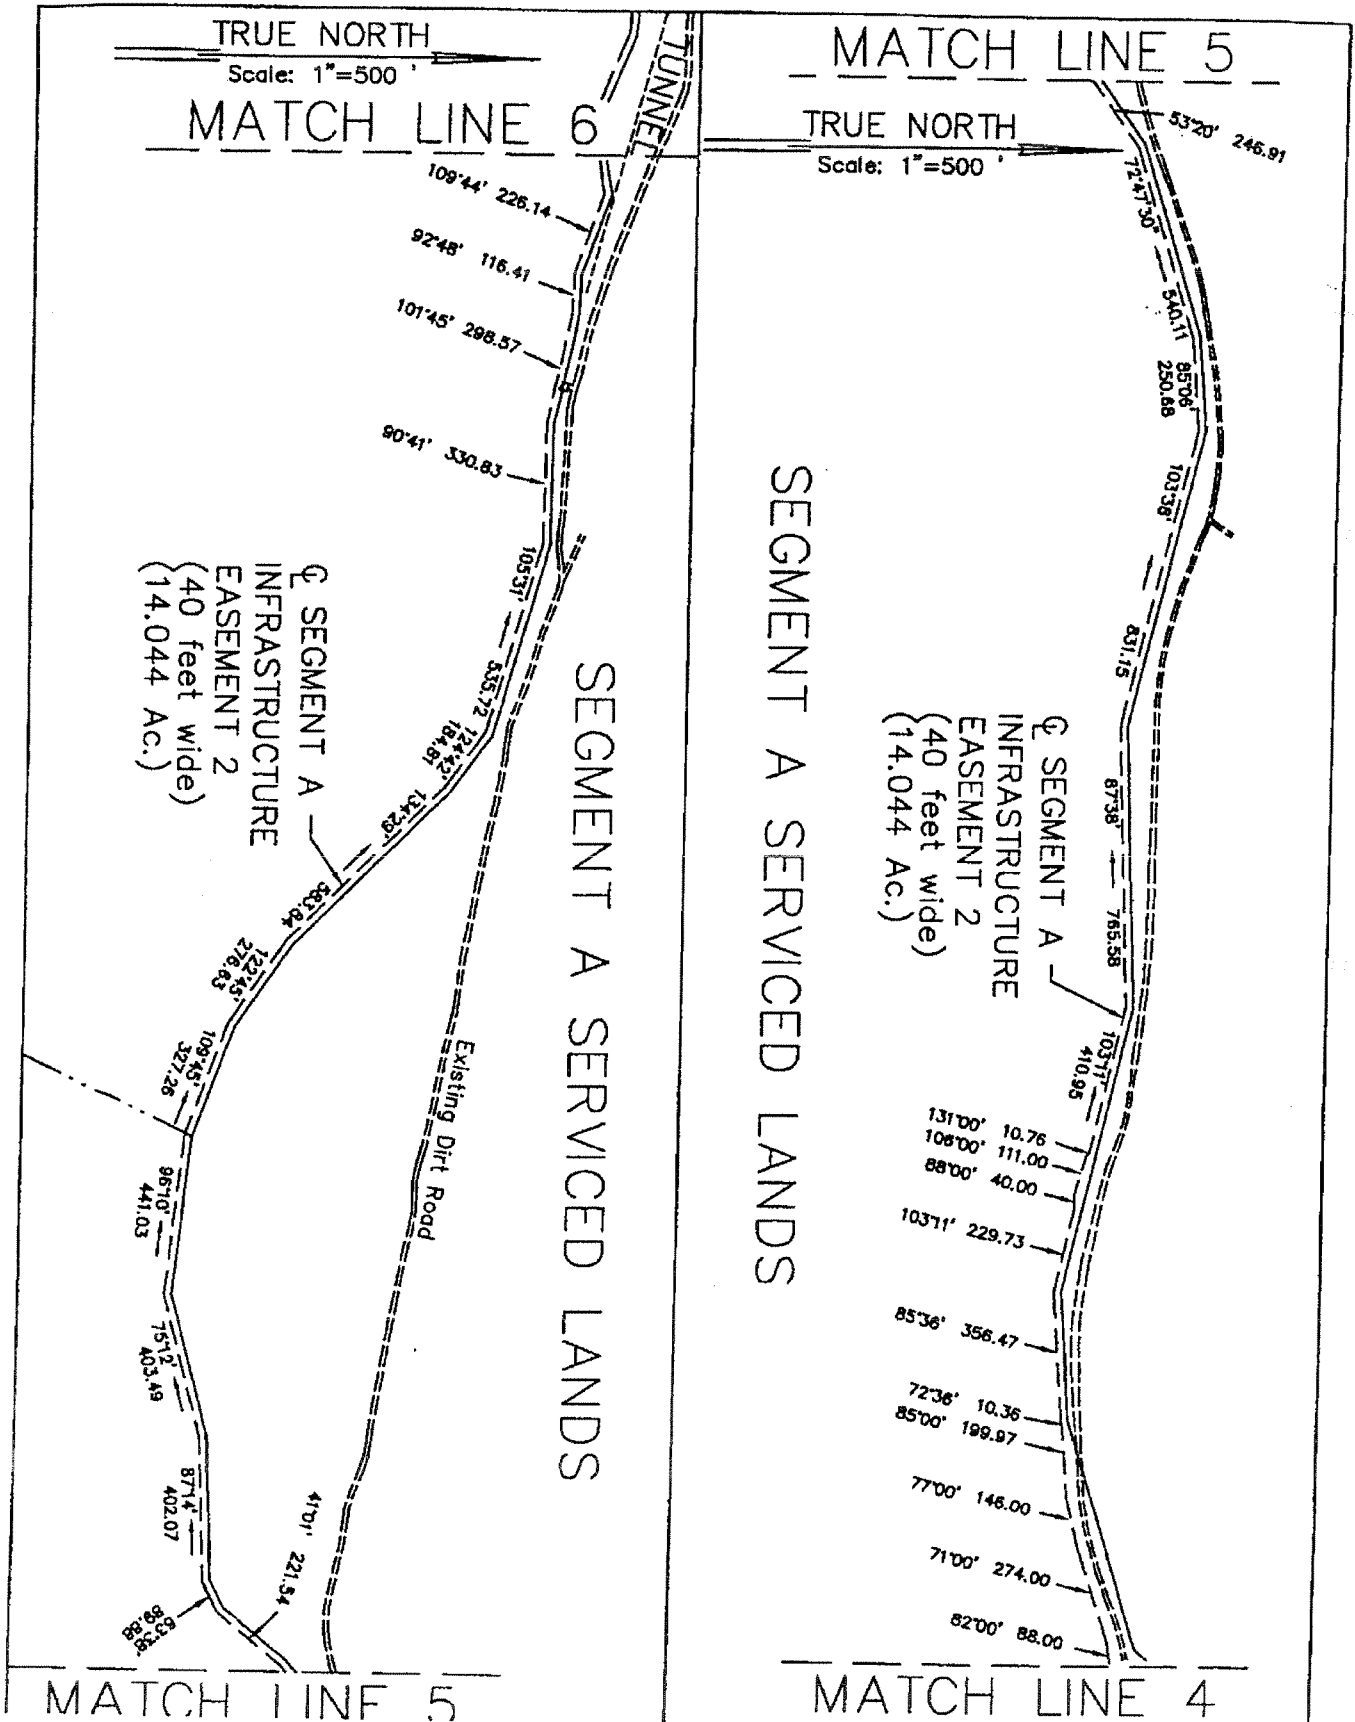 TRUE NORTH
Scale: 1"=500 '
MATCH LINE 6
TUNNEL
109°44' 226.14
92°48' 116.41
101°45' 298.57
90°41' 330.83
105°31'
535.72
124°42'
184.81
134°29'
583.84
122°45'
276.63
109°45'
327.26
96°10'
441.03
75°12'
403.49
87°14'
402.07
89.88
41°01' 221.54
℄ SEGMENT A
INFRASTRUCTURE
EASEMENT 2
(40 feet wide)
(14.044 Ac.)
SEGMENT A SERVICED LANDS
Existing Dirt Road
MATCH LINE 5
MATCH LINE 5
TRUE NORTH
Scale: 1"=500 '
53°20' 246.91
72°47'30"
540.11
85°06'
250.68
103°38'
831.15
87°38'
765.58
103°11'
410.95
131°00' 10.76
106°00' 111.00
88°00' 40.00
103°11' 229.73
85°36' 356.47
72°36' 10.36
85°00' 199.97
77°00' 146.00
71°00' 274.00
82°00' 88.00
SEGMENT A SERVICED LANDS
℄ SEGMENT A
INFRASTRUCTURE
EASEMENT 2
(40 feet wide)
(14.044 Ac.)
MATCH LINE 4